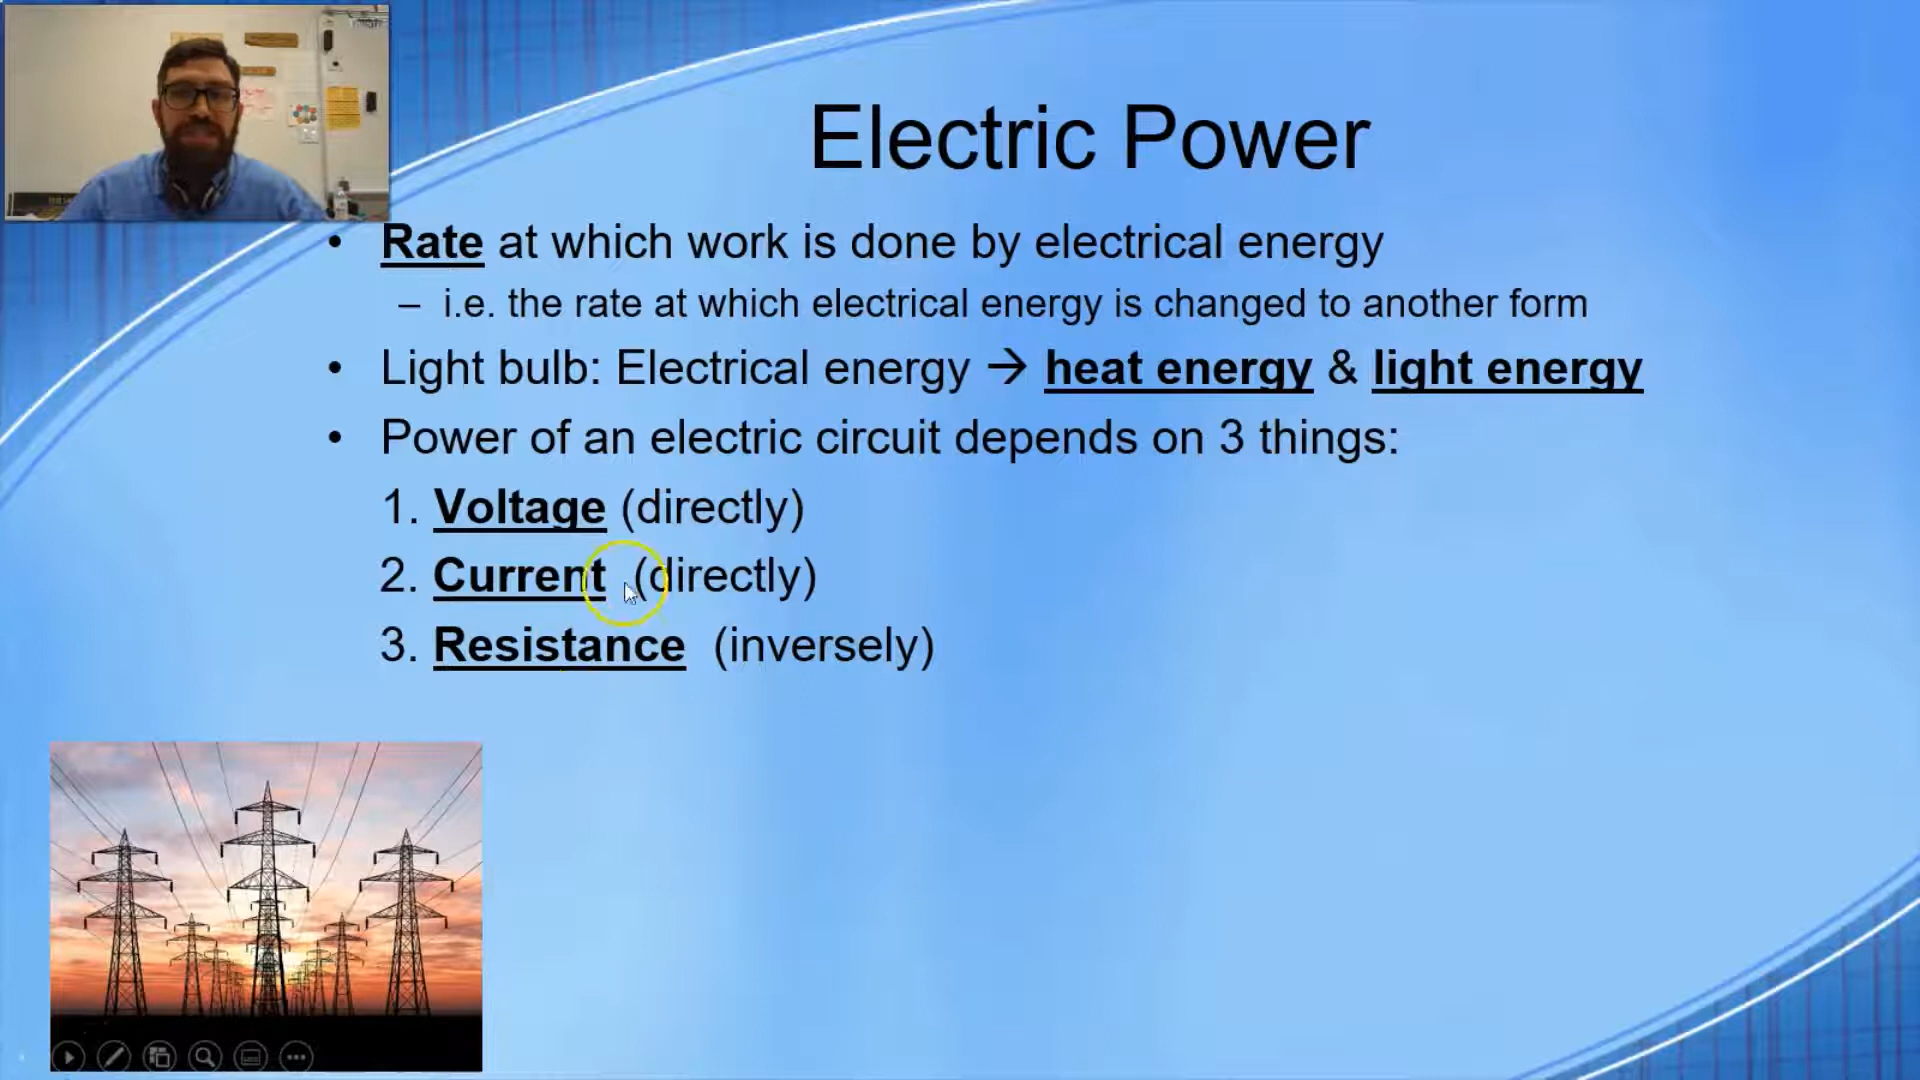 Electric Power
• Rate at which work is done by electrical energy
– i.e. the rate at which electrical energy is changed to another form
• Light bulb: Electrical energy → heat energy & light energy
• Power of an electric circuit depends on 3 things:
1. Voltage (directly)
2. Current (directly)
3. Resistance (inversely)